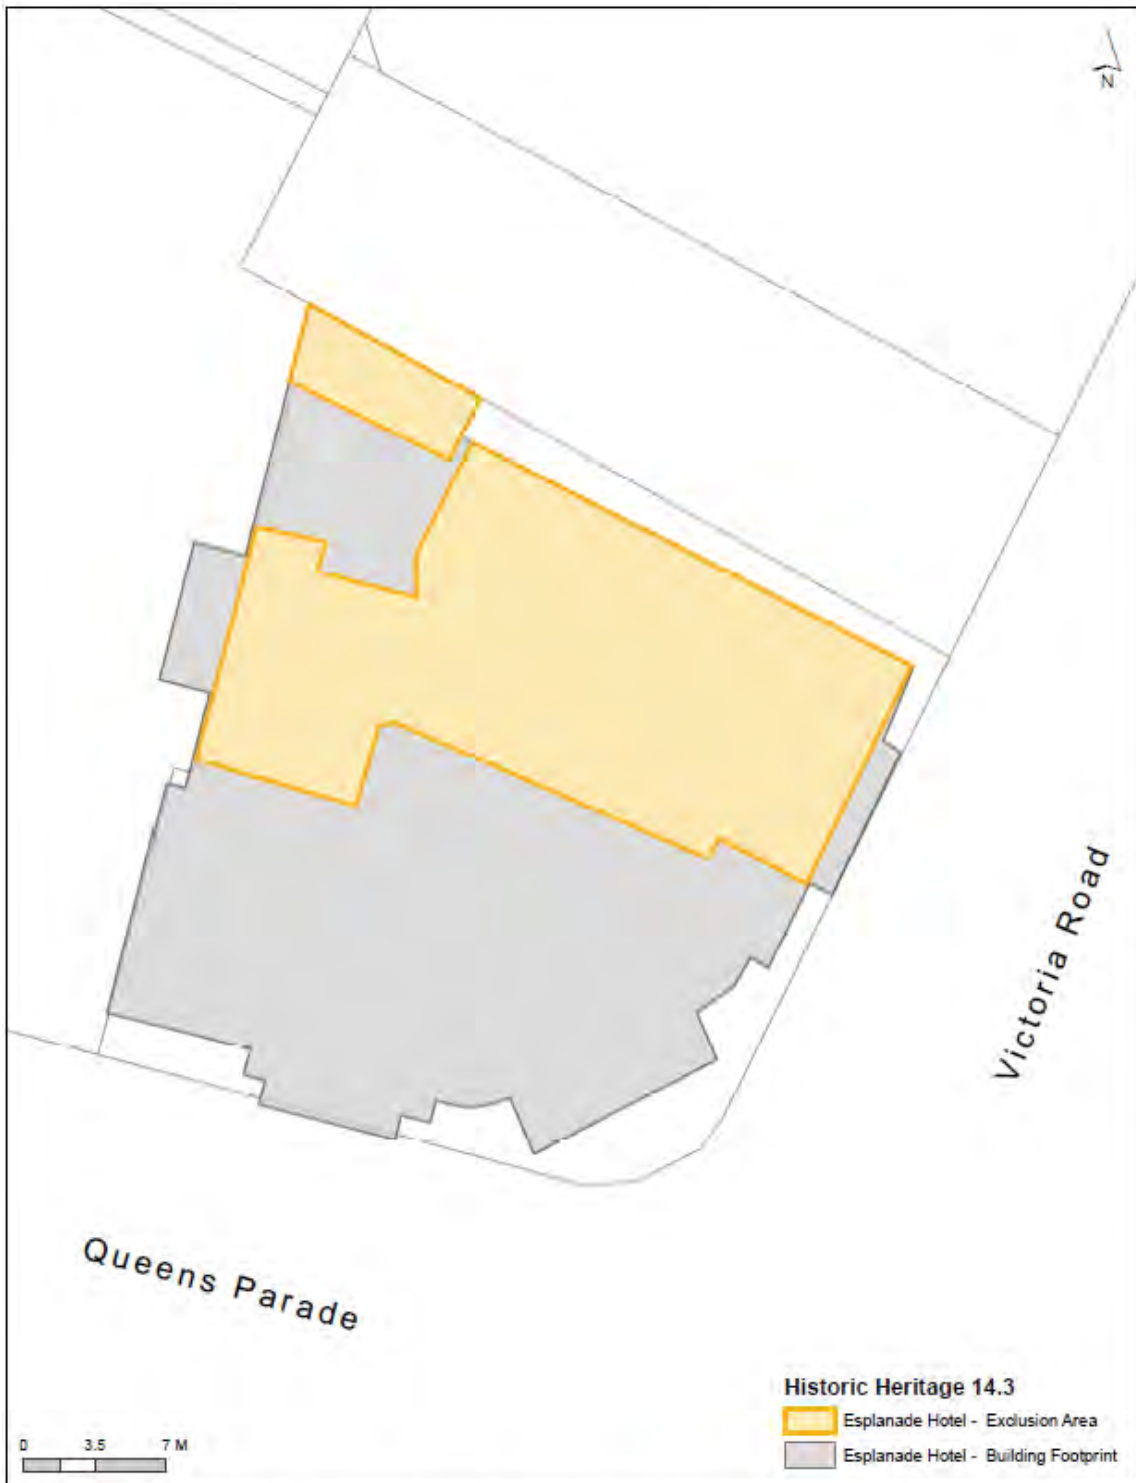 N
Victoria Road
Queens Parade
Historic Heritage 14.3
Esplanade Hotel - Exclusion Area
Esplanade Hotel - Building Footprint
0 3.5 7 M